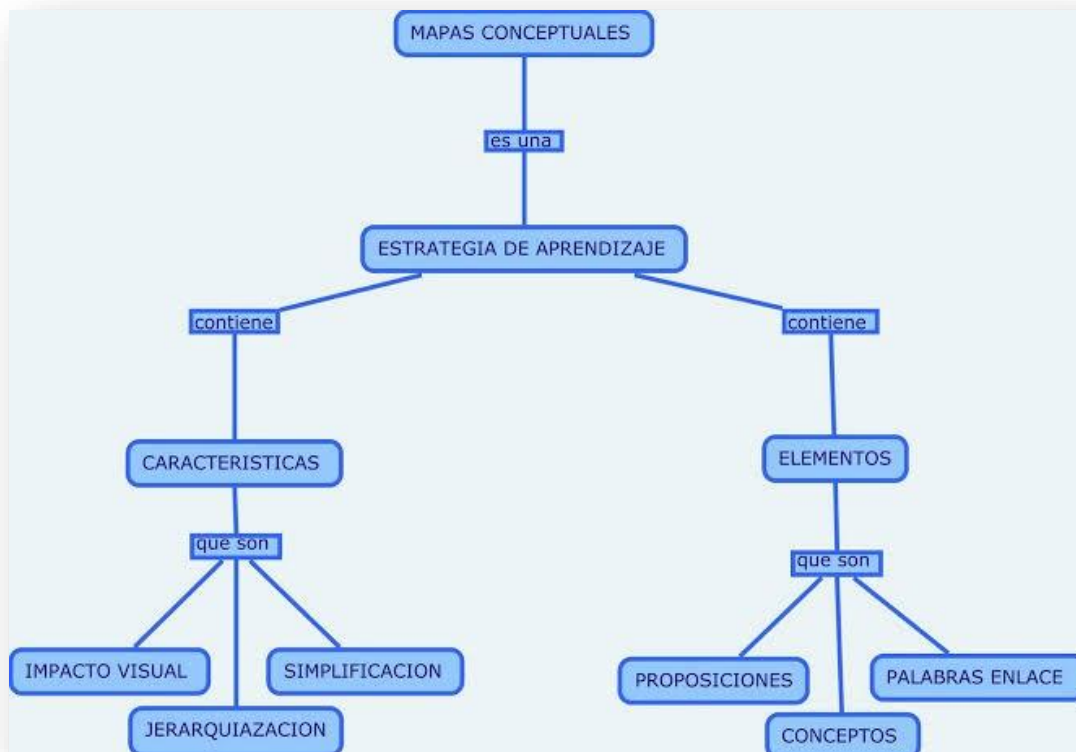 MAPAS CONCEPTUALES
es una
ESTRATEGIA DE APRENDIZAJE
contiene
contiene
CARACTERISTICAS
ELEMENTOS
que son
que son
IMPACTO VISUAL
SIMPLIFICACION
PROPOSICIONES
PALABRAS ENLACE
JERARQUIAZACION
CONCEPTOS